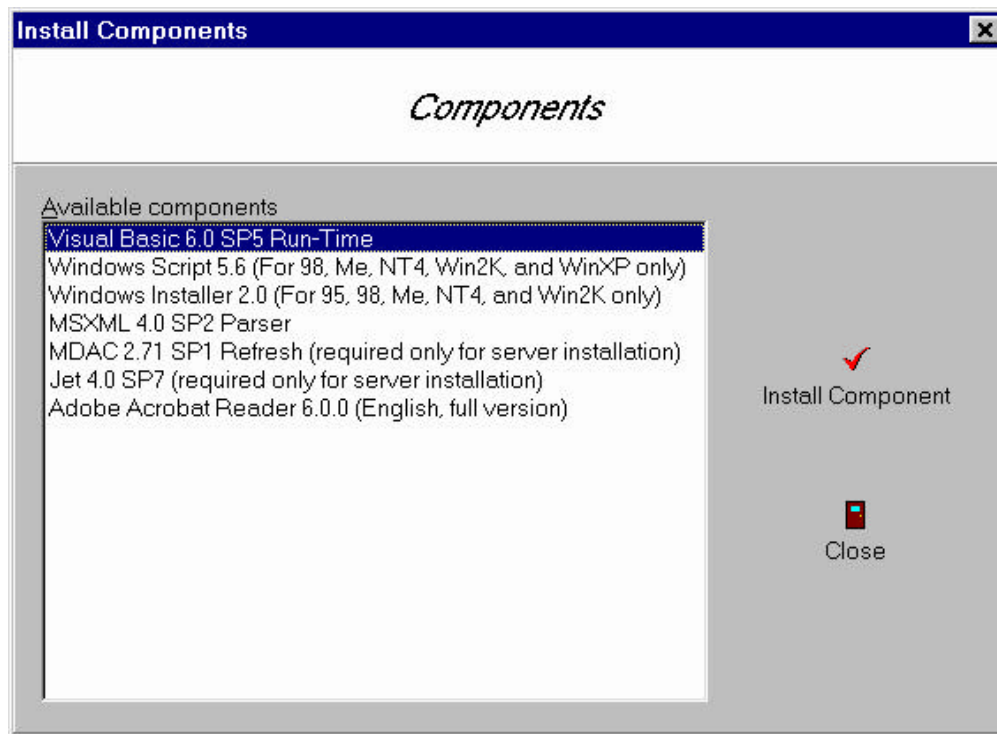 Install Components
Components
Available components
Visual Basic 6.0 SP5 Run-Time
Windows Script 5.6 (For 98, Me, NT4, Win2K, and WinXP only)
Windows Installer 2.0 (For 95, 98, Me, NT4, and Win2K only)
MSXML 4.0 SP2 Parser
MDAC 2.71 SP1 Refresh (required only for server installation)
Jet 4.0 SP7 (required only for server installation)
Adobe Acrobat Reader 6.0.0 (English, full version)
Install Component
Close